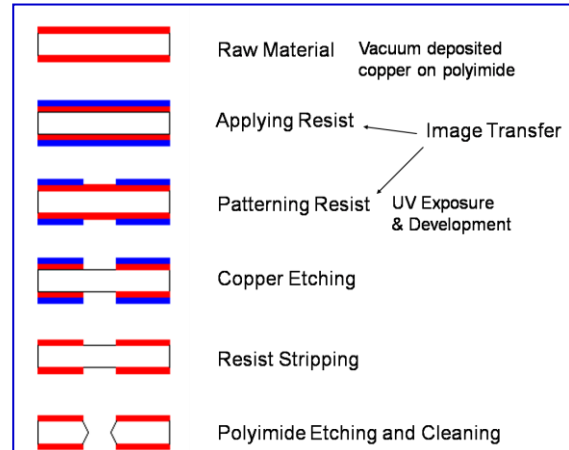 Raw Material
Vacuum deposited
copper on polyimide
Applying Resist
Image Transfer
Patterning Resist
UV Exposure
& Development
Copper Etching
Resist Stripping
Polyimide Etching and Cleaning